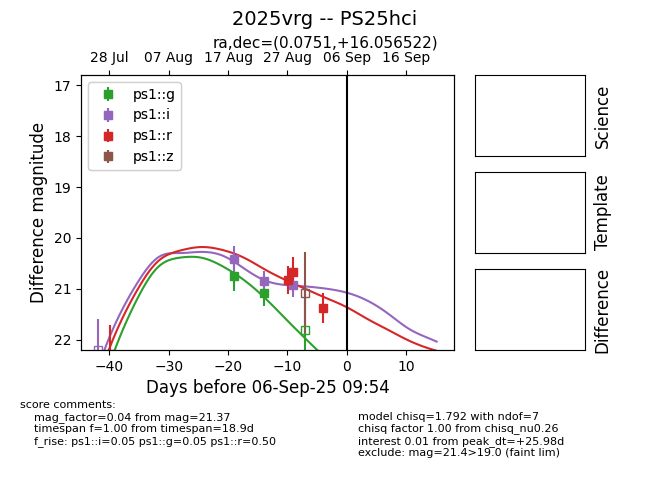 2025vrg -- PS25hci
ra,dec=(0.0751,+16.056522)
28 Jul 07 Aug 17 Aug 27 Aug 06 Sep 16 Sep
17
18
19
20
21
22
Difference magnitude
ps1::g
ps1::i
ps1::r
ps1::z
−40 −30 −20 −10 0 10
Days before 06-Sep-25 09:54
Science
Template
Difference
score comments:
mag_factor=0.04 from mag=21.37
timespan f=1.00 from timespan=18.9d
f_rise: ps1::i=0.05 ps1::g=0.05 ps1::r=0.50
model chisq=1.792 with ndof=7
chisq factor 1.00 from chisq_nu0.26
interest 0.01 from peak_dt=+25.98d
exclude: mag=21.4>19.0 (faint lim)